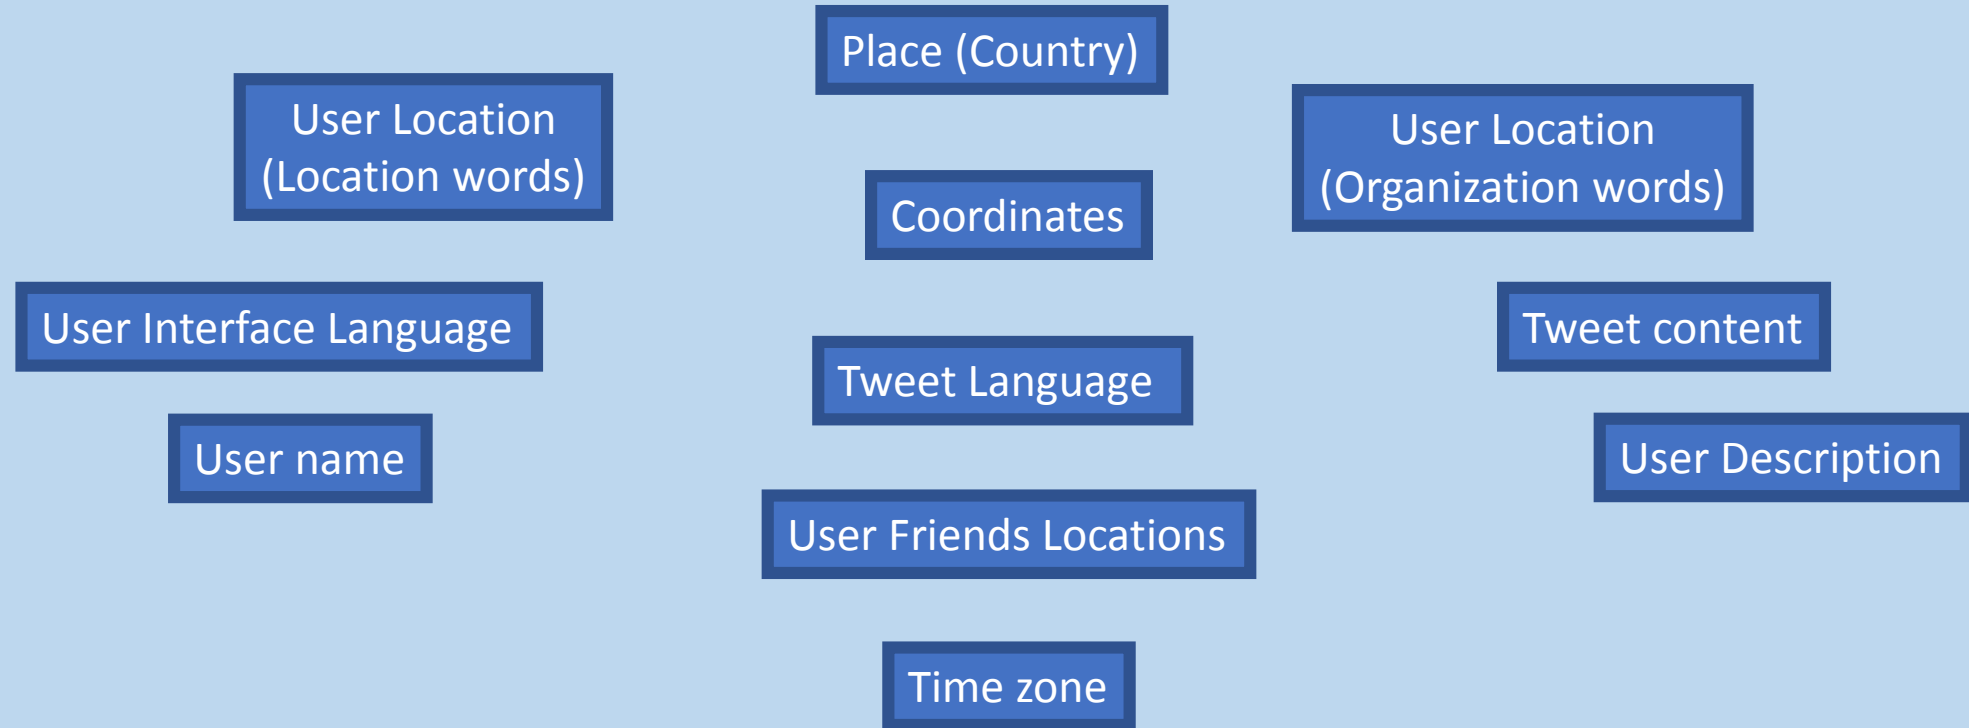 Place (Country)
User Location
(Location words)
User Location
(Organization words)
Coordinates
User Interface Language
Tweet content
Tweet Language
User name
User Description
User Friends Locations
Time zone